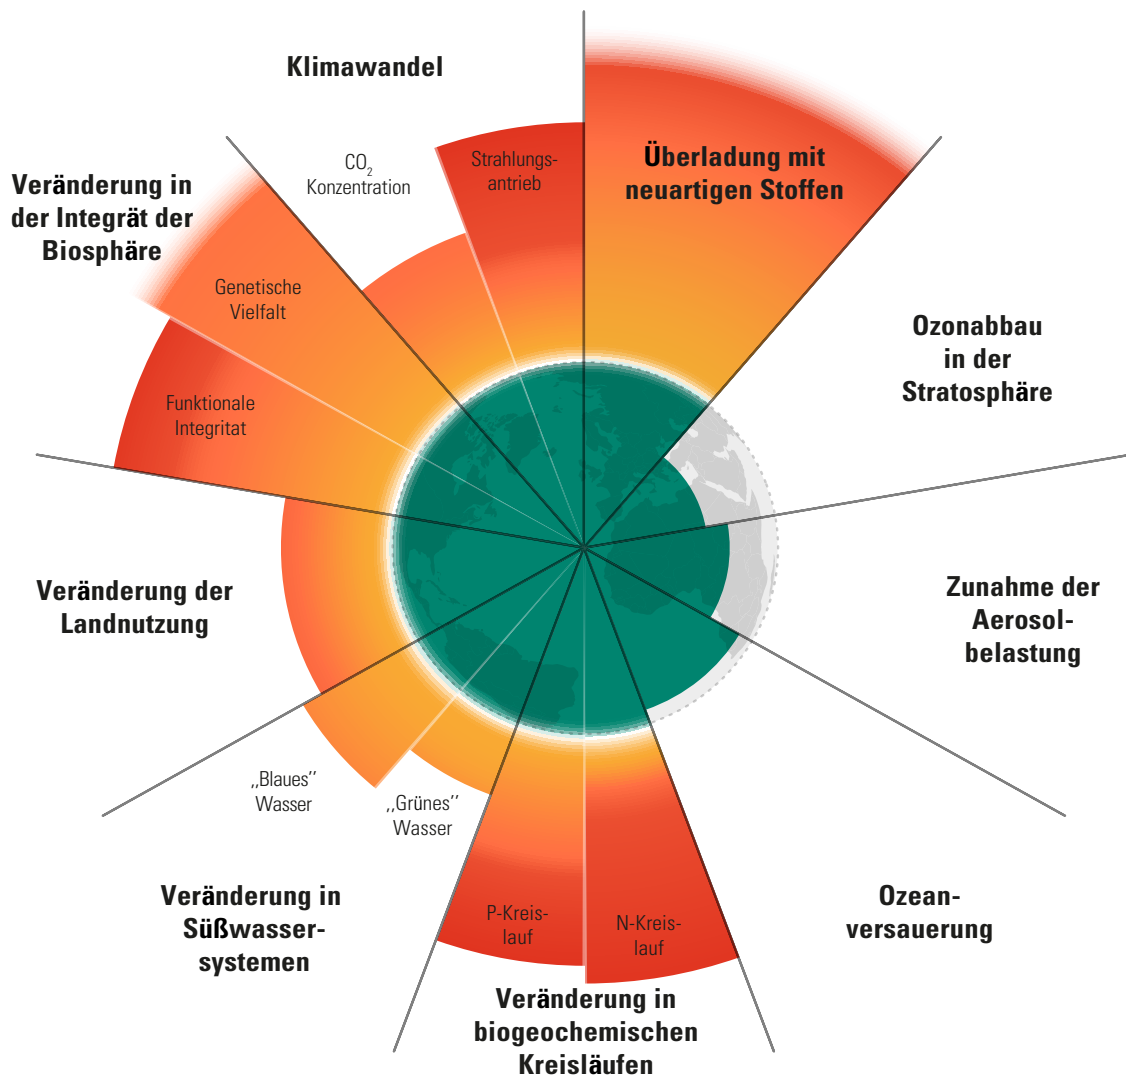 Klimawandel
CO2
Konzentration
Strahlungs-
antrieb
Überladung mit
neuartigen Stoffen
Veränderung in
der Integrät der
Biosphäre
Genetische
Vielfalt
Funktionale
Integritat
Ozonabbau
in der
Stratosphäre
Veränderung der
Landnutzung
Zunahme der
Aerosol-
belastung
„Blaues”
Wasser
„Grünes”
Wasser
Veränderung in
Süßwasser-
systemen
P-Kreis-
lauf
N-Kreis-
lauf
Ozean-
versauerung
Veränderung in
biogeochemischen
Kreisläufen